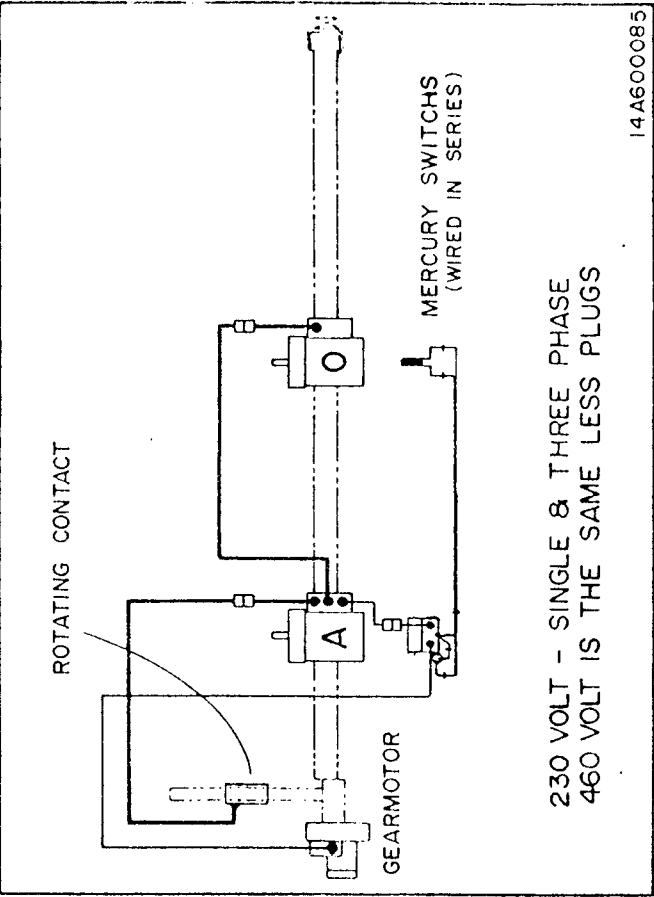 ROTATING CONTACT
MERCURY SWITCHS
(WIRED IN SERIES)
A
O
GEARMOTOR
230 VOLT - SINGLE & THREE PHASE
460 VOLT IS THE SAME LESS PLUGS
14A600085